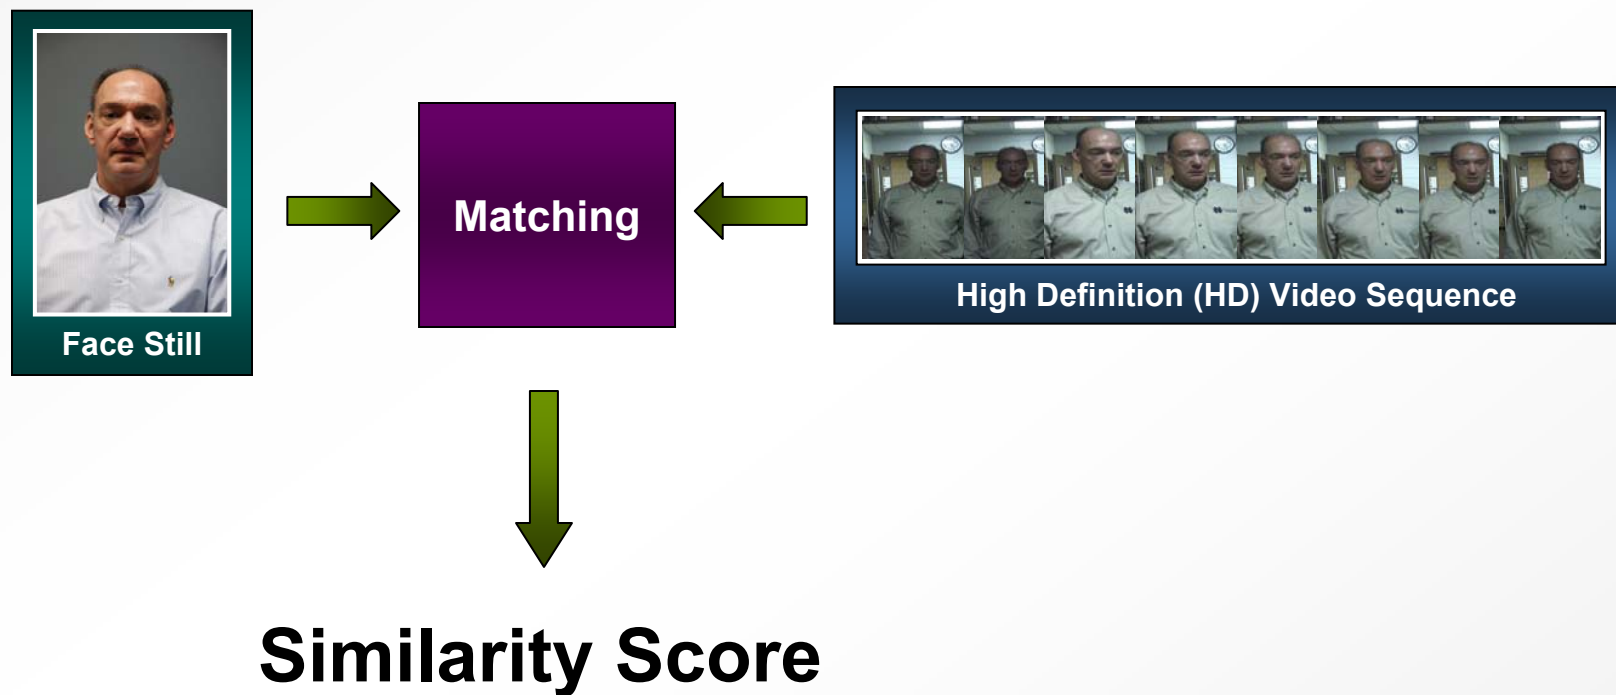 Face Still
Matching
High Definition (HD) Video Sequence
Similarity Score